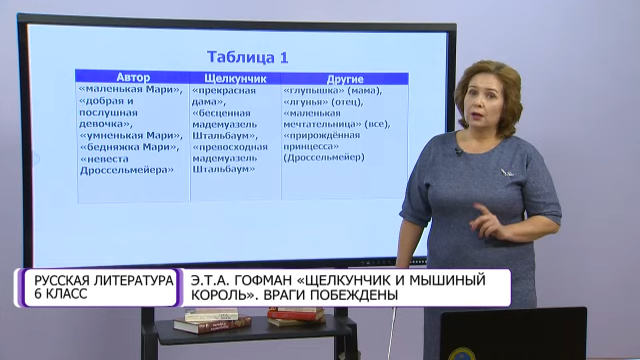 Таблица 1
Автор
«маленькая Мари»,
«добрая и
послушная
девочка»,
«умненькая Мари»,
«бедняжка Мари»,
«невеста
Дроссельмейера»
Щелкунчик
«прекрасная
дама»,
«бесценная
мадемуазель
Штальбаум»,
«превосходная
мадемуазель
Штальбаум»
Другие
«глупышка» (мама),
«лгунья» (отец),
«маленькая
мечтательница» (все),
«прирождённая
принцесса»
(Дроссельмейер)
РУССКАЯ ЛИТЕРАТУРА
6 КЛАСС
Э.Т.А. ГОФМАН «ЩЕЛКУНЧИК И МЫШИНЫЙ
КОРОЛЬ». ВРАГИ ПОБЕЖДЕНЫ